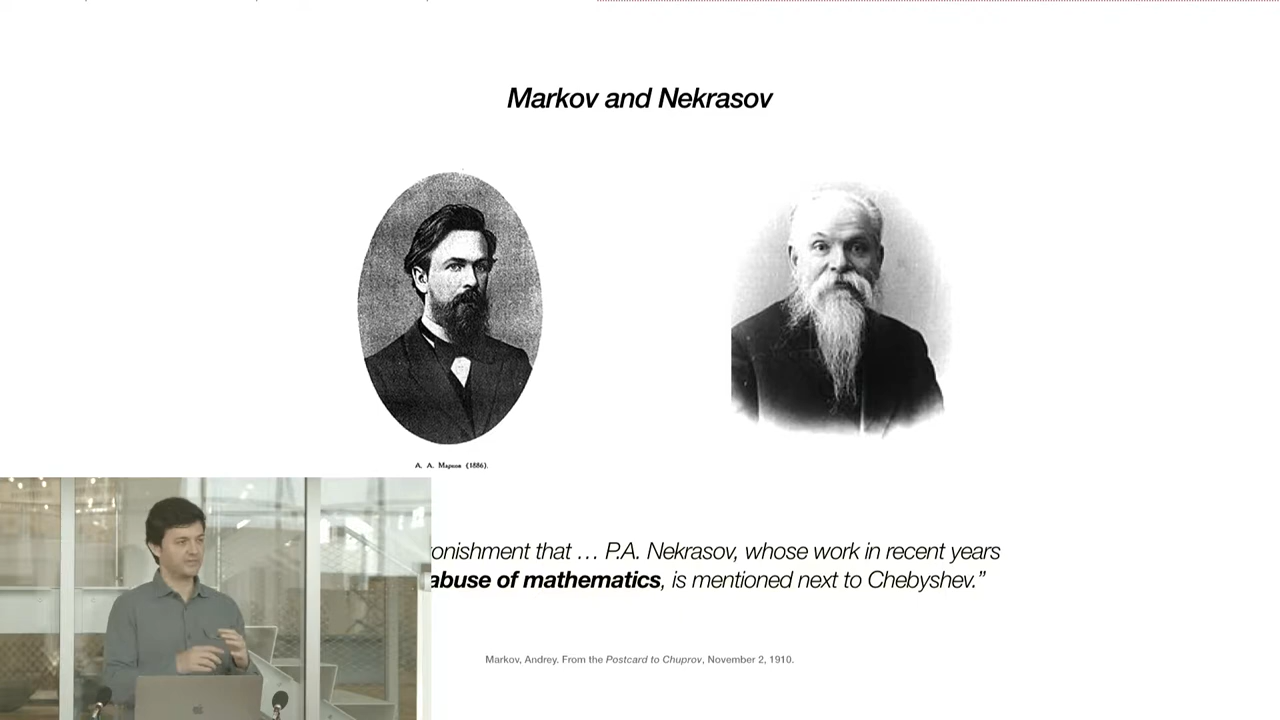 Markov and Nekrasov
А. А. Марков (1886).
onishment that … P.A. Nekrasov, whose work in recent years
abuse of mathematics, is mentioned next to Chebyshev.”
Markov, Andrey. From the Postcard to Chuprov, November 2, 1910.